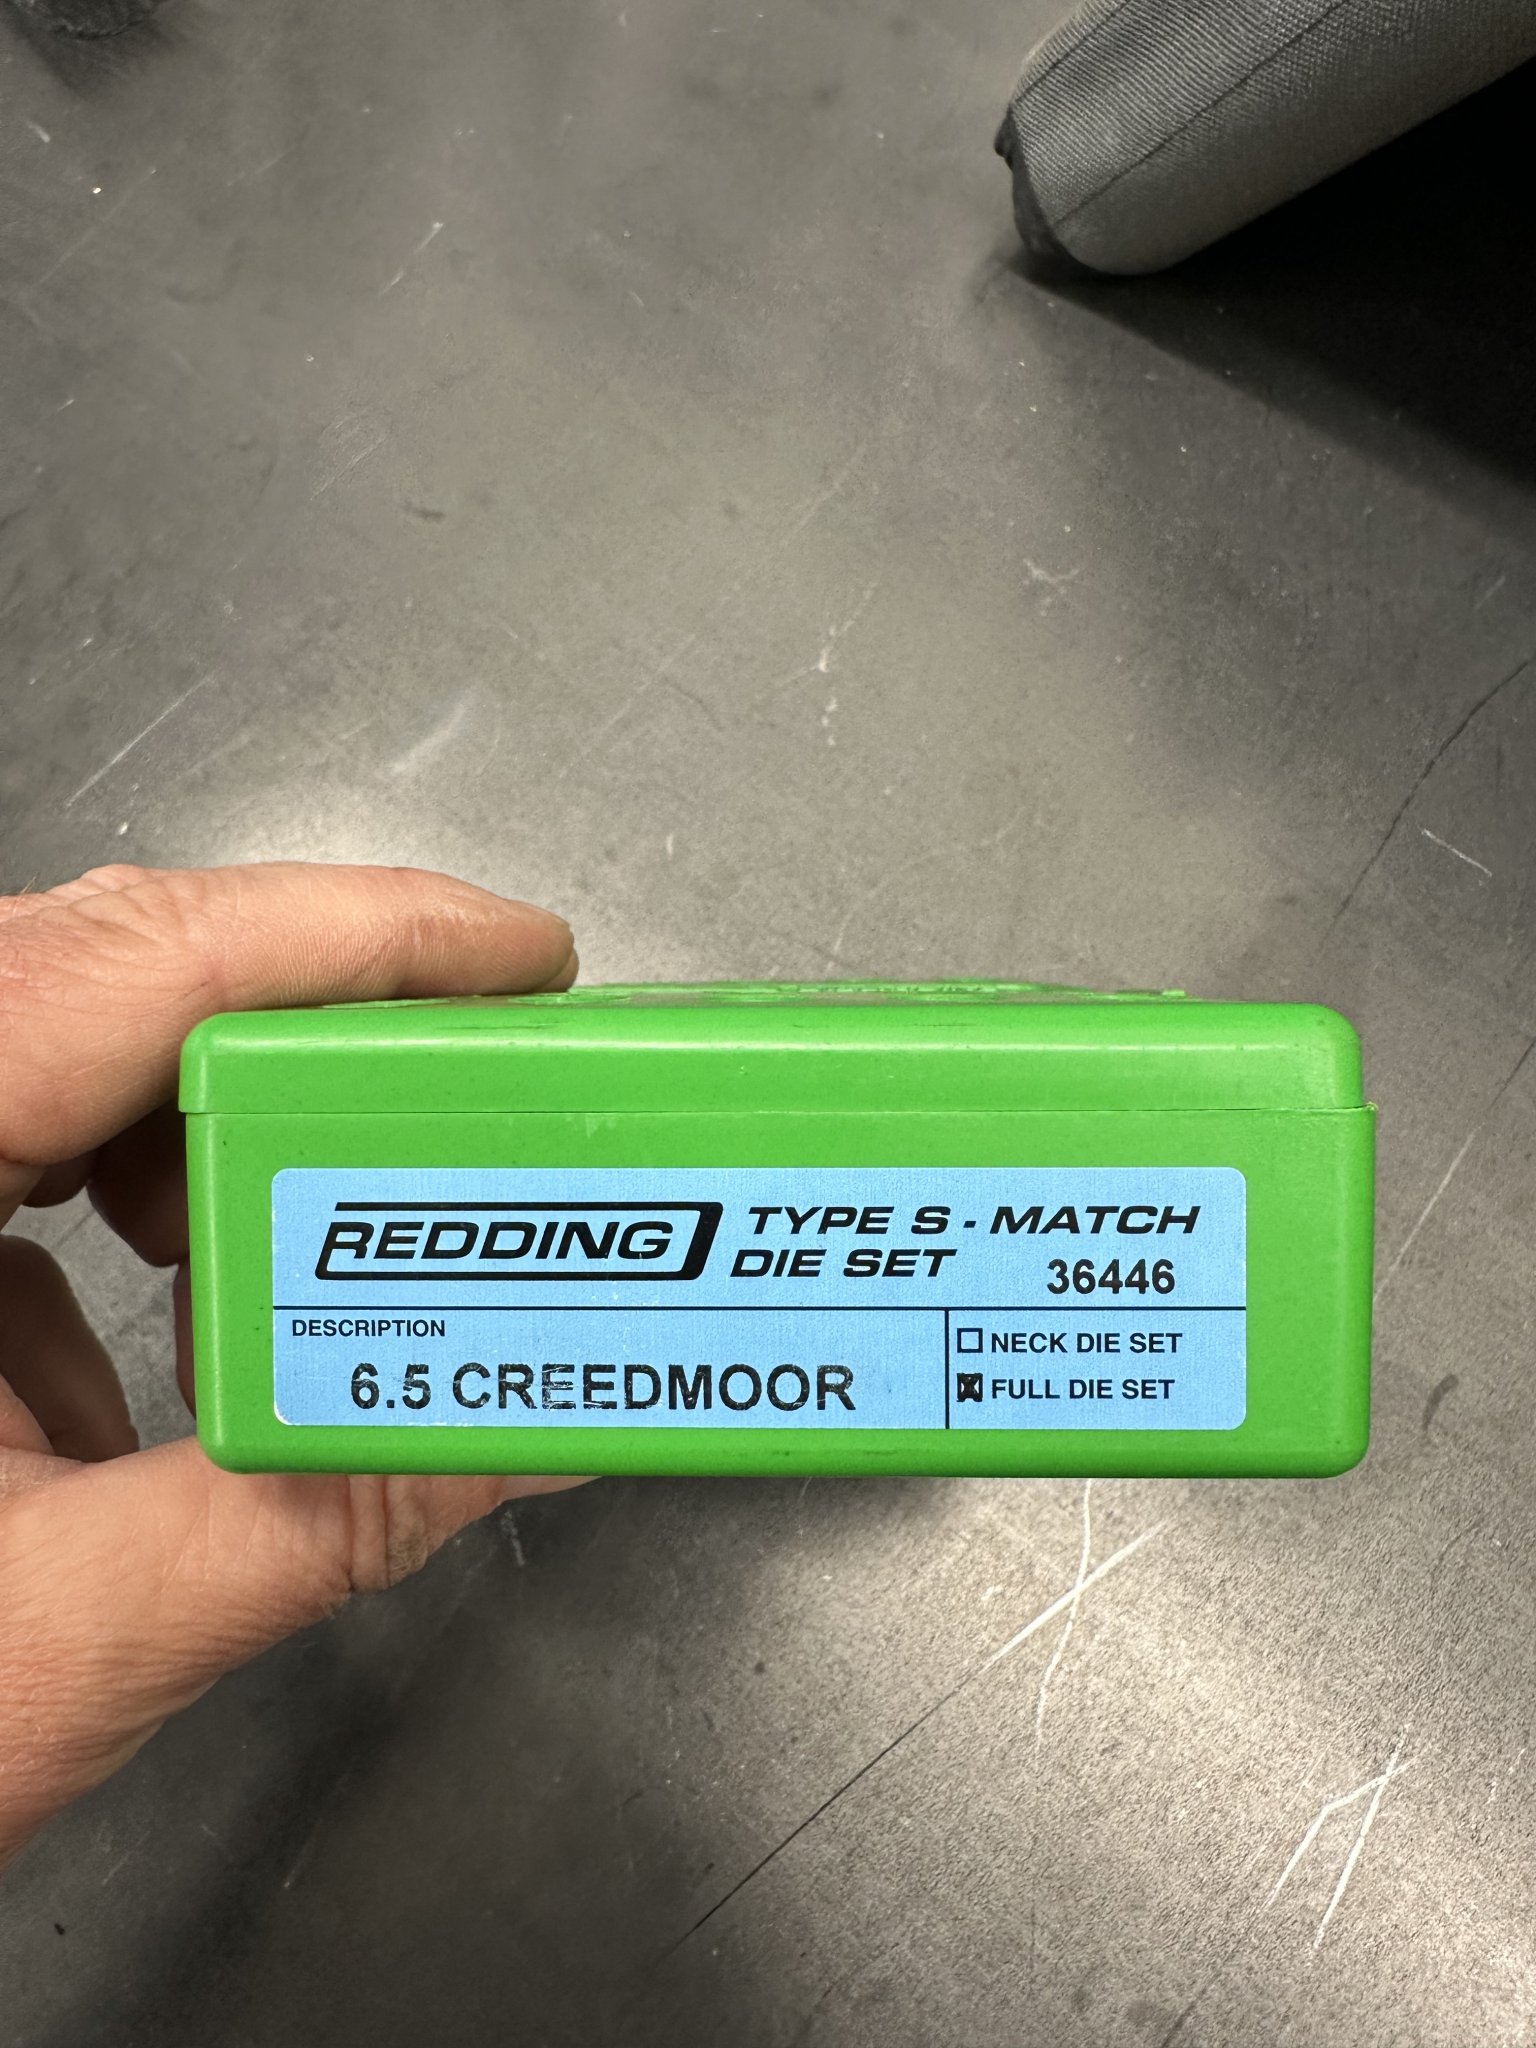 REDDING
TYPE S - MATCH
DIE SET
36446
DESCRIPTION
6.5 CREEDMOOR
NECK DIE SET
FULL DIE SET